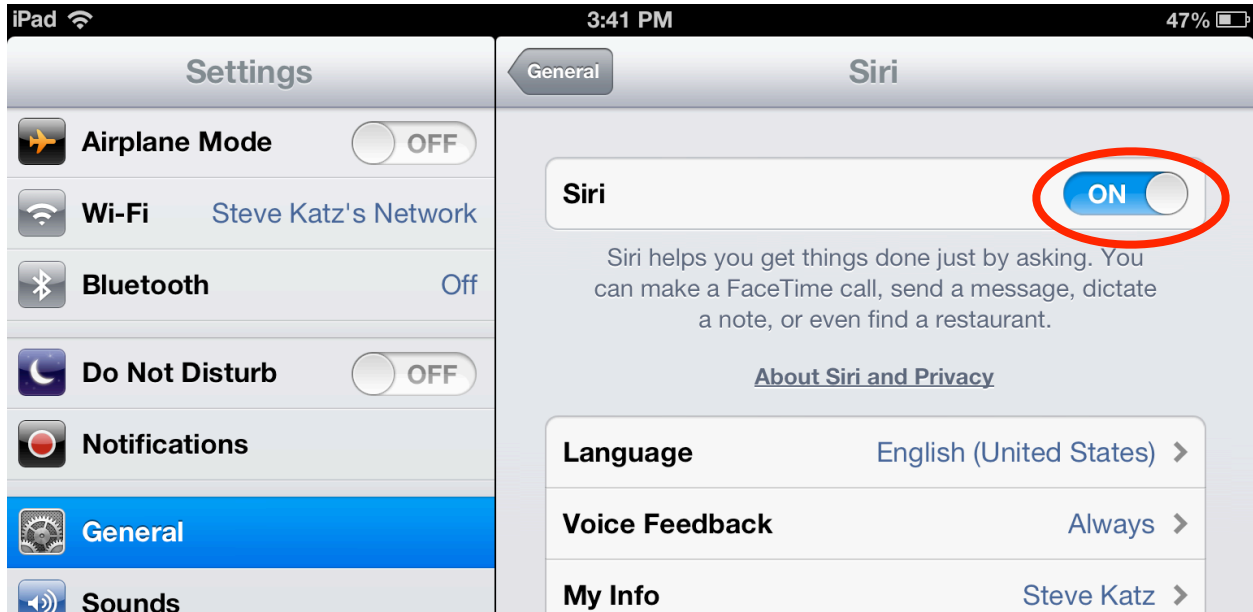 iPad 3:41 PM 47%
Settings
Airplane Mode OFF
Wi-Fi Steve Katz's Network
Bluetooth Off
Do Not Disturb OFF
Notifications
General
Sounds
General Siri
Siri ON
Siri helps you get things done just by asking. You
can make a FaceTime call, send a message, dictate
a note, or even find a restaurant.
About Siri and Privacy
Language English (United States)
Voice Feedback Always
My Info Steve Katz